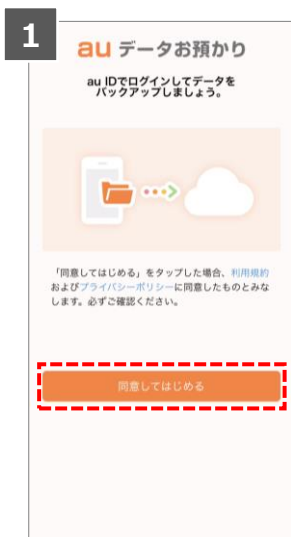 1
au データお預かり
au IDでログインしてデータを
バックアップしましょう。
「同意してはじめる」をタップした場合、利用規約
およびプライバシーポリシーに同意したものとみな
します。必ずご確認ください。
同意してはじめる